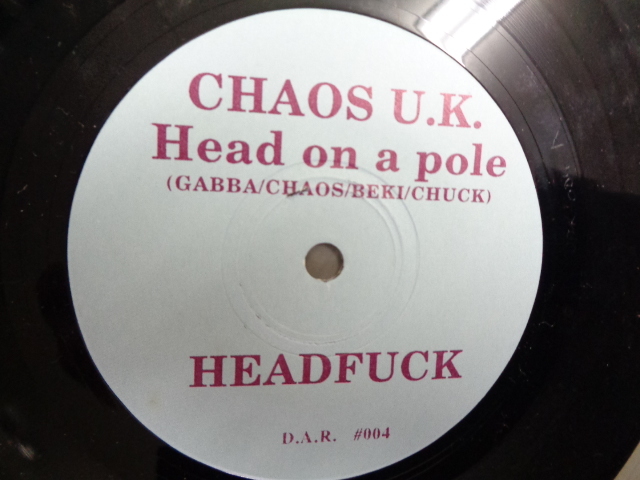 CHAOS U.K.
Head on a pole
(GABBA/CHAOS/BEKI/CHUCK)
HEADFUCK
D.A.R. #004